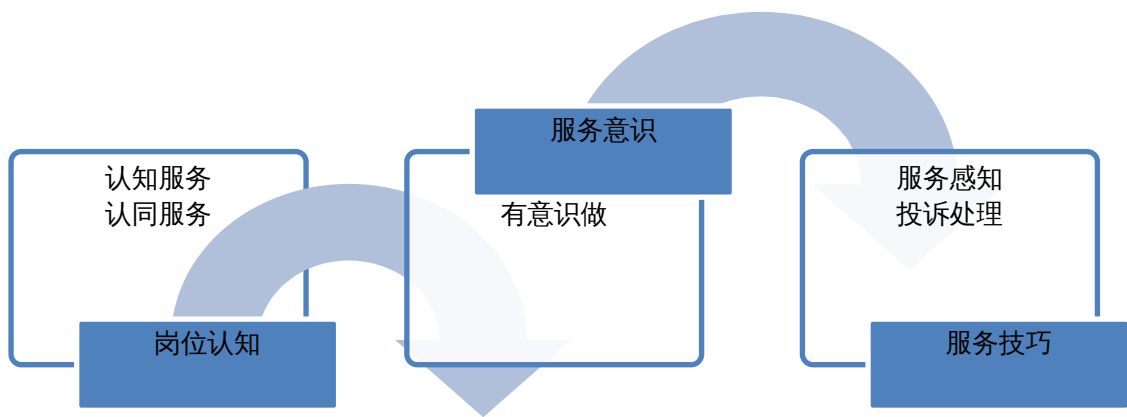 认知服务
认同服务
岗位认知
服务意识
有意识做
服务感知
投诉处理
服务技巧